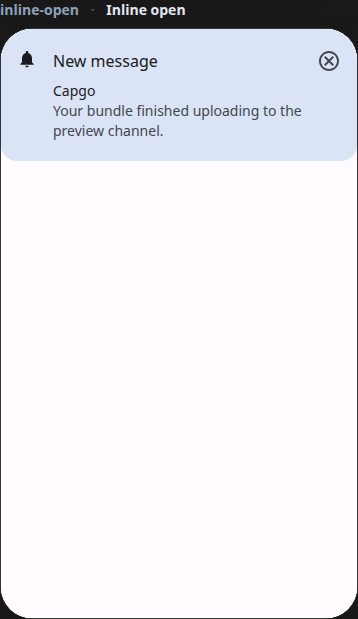 inline-open · Inline open
New message
Capgo
Your bundle finished uploading to the
preview channel.